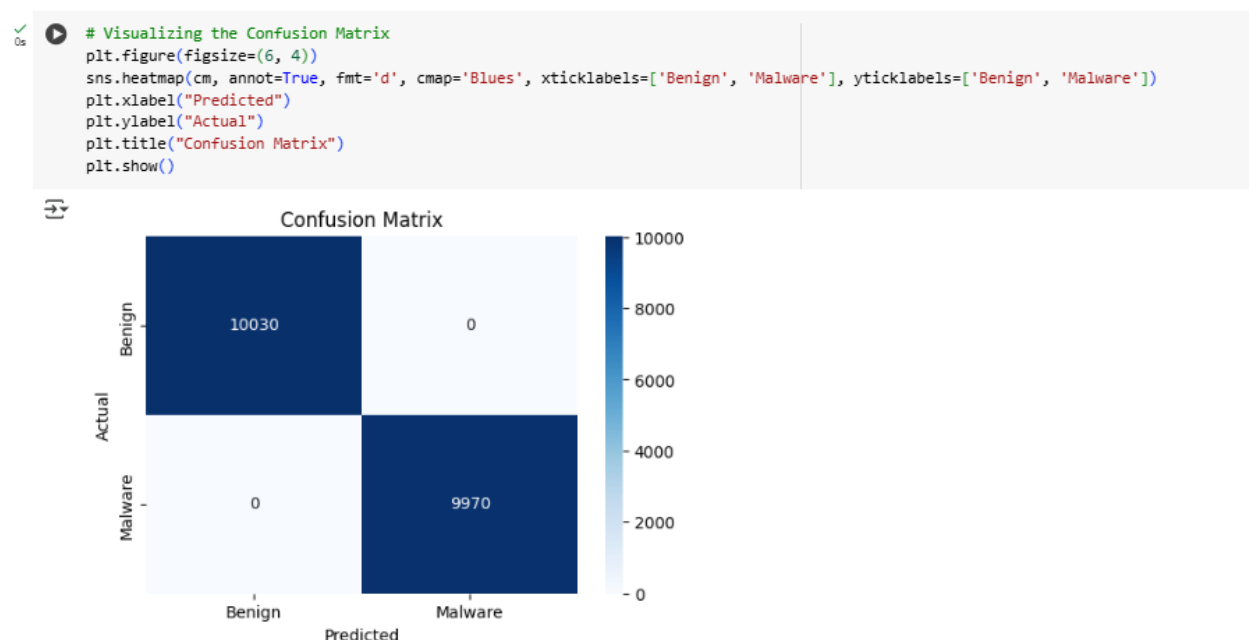 # Visualizing the Confusion Matrix
plt.figure(figsize=(6, 4))
sns.heatmap(cm, annot=True, fmt='d', cmap='Blues', xticklabels=['Benign', 'Malware'], yticklabels=['Benign', 'Malware'])
plt.xlabel("Predicted")
plt.ylabel("Actual")
plt.title("Confusion Matrix")
plt.show()
0s
Confusion Matrix
10000
8000
6000
4000
2000
0
Benign
Malware
Actual
10030
0
0
9970
Benign
Malware
Predicted